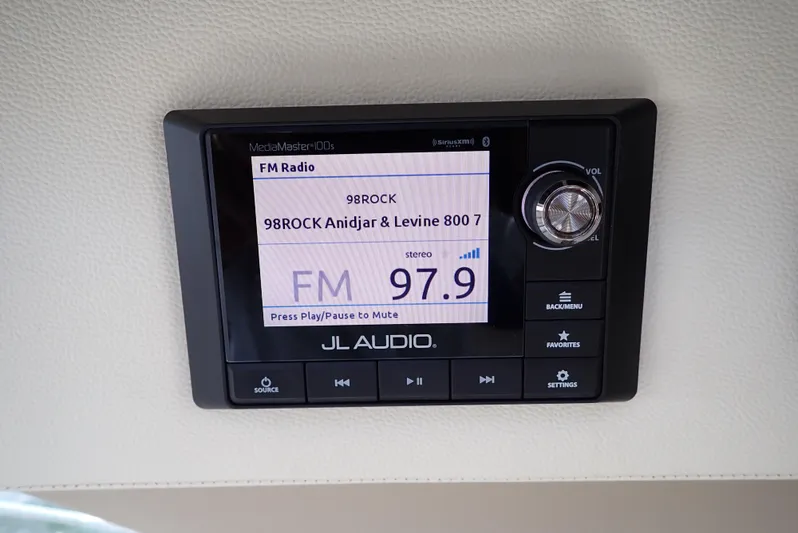 MediaMaster®100s
SiriusXM
FM Radio
98ROCK
98ROCK Anidjar & Levine 800 7
stereo
FM 97.9
Press Play/Pause to Mute
JL AUDIO®
VOL
BACK/MENU
FAVORITES
SETTINGS
SOURCE